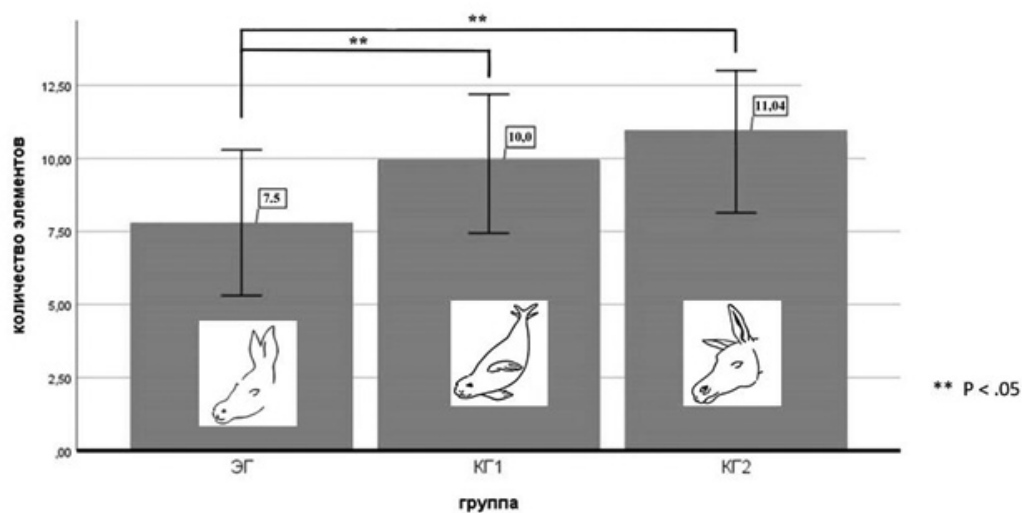 **
**
количество элементов
12,50
10,00
7,50
5,00
2,50
,00
7.5
10,0
11,04
ЭГ
КГ1
КГ2
группа
** P < .05